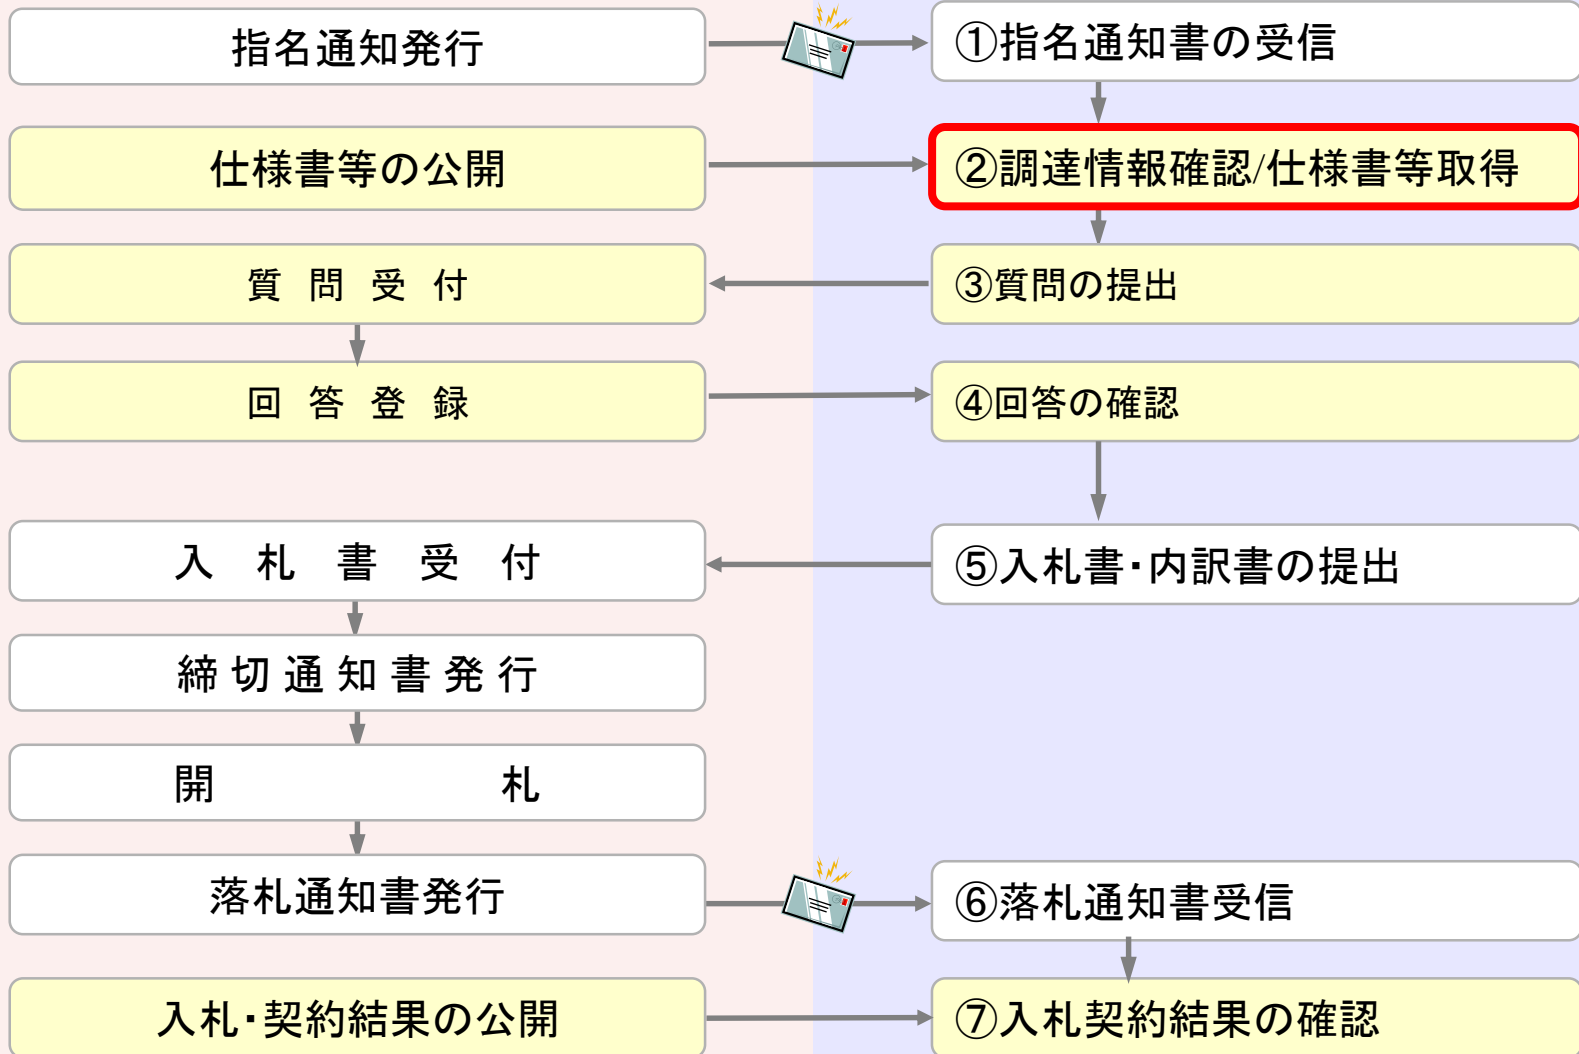 指名通知発行
①指名通知書の受信
仕様書等の公開
②調達情報確認/仕様書等取得
質 問 受 付
③質問の提出
回 答 登 録
④回答の確認
入 札 書 受 付
⑤入札書・内訳書の提出
締切通知書発行
開 札
落札通知書発行
⑥落札通知書受信
入札・契約結果の公開
⑦入札契約結果の確認